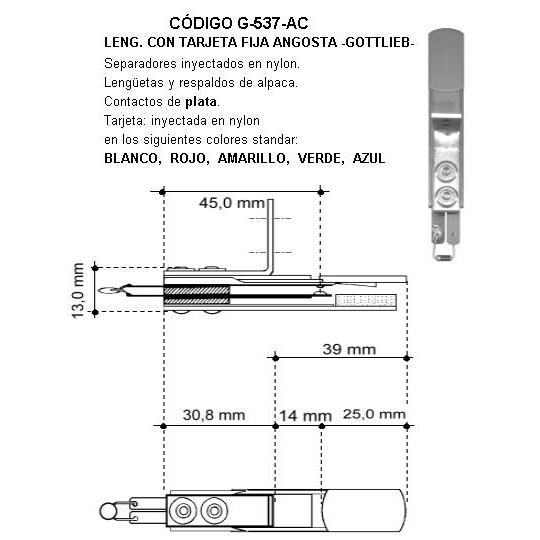 CÓDIGO G-537-AC
LENG. CON TARJETA FIJA ANGOSTA -GOTTLIEB-
Separadores inyectados en nylon.
Lengüetas y respaldos de alpaca.
Contactos de plata.
Tarjeta: inyectada en nylon
en los siguientes colores standar:
BLANCO, ROJO, AMARILLO, VERDE, AZUL
45,0 mm
13,0 mm
39 mm
30,8 mm
14 mm
25,0 mm